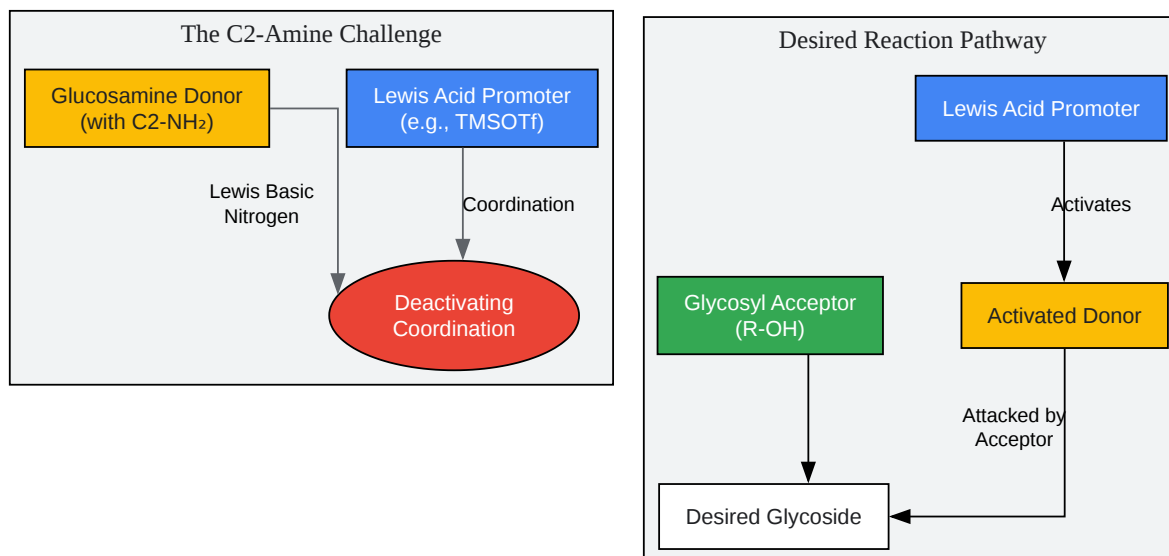 The C2-Amine Challenge
Glucosamine Donor
(with C2-NH₂)
Lewis Acid Promoter
(e.g., TMSOTf)
Lewis Basic
Nitrogen
Coordination
Deactivating
Coordination
Desired Reaction Pathway
Lewis Acid Promoter
Activates
Glycosyl Acceptor
(R-OH)
Activated Donor
Attacked by
Acceptor
Desired Glycoside